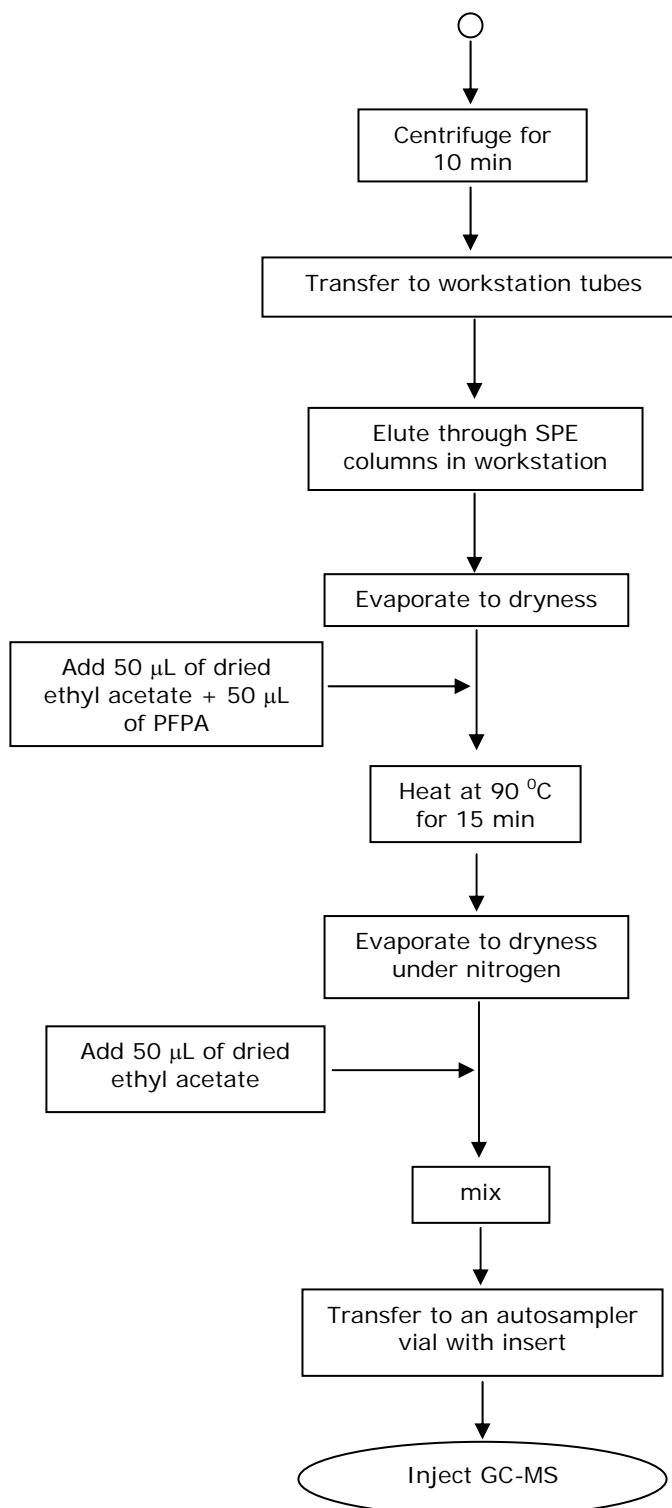 Centrifuge for
10 min
Transfer to workstation tubes
Elute through SPE
columns in workstation
Evaporate to dryness
Add 50 μL of dried
ethyl acetate + 50 μL
of PFPA
Heat at 90 ⁰C
for 15 min
Evaporate to dryness
under nitrogen
Add 50 μL of dried
ethyl acetate
mix
Transfer to an autosampler
vial with insert
Inject GC-MS